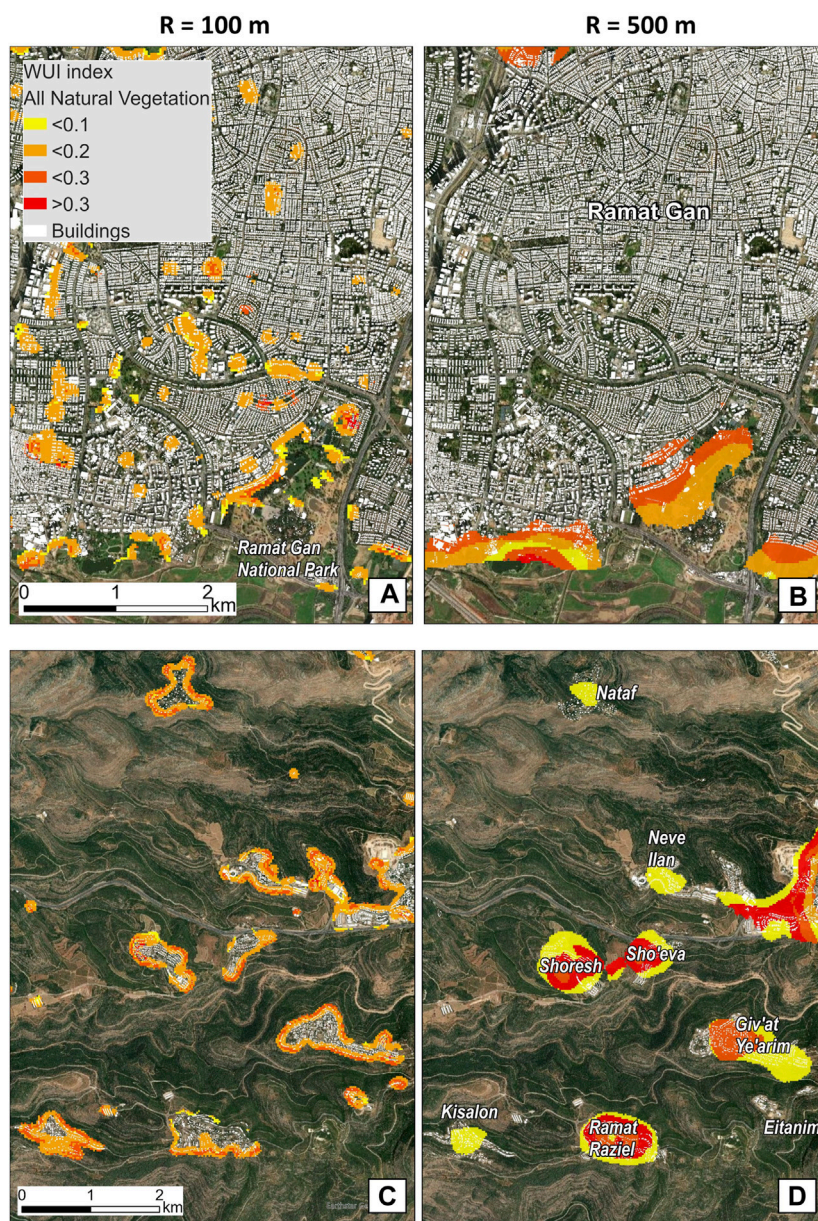 R = 100 m
R = 500 m
WUI index
All Natural Vegetation
<0.1
<0.2
<0.3
>0.3
Buildings
Ramat Gan
National Park
0 1 2
km
A
Ramat Gan
B
0 1 2
km
C
Nataf
Neve
Ilan
Shoresh
Sho'eva
Giv'at
Ye'arim
Kisalon
Ramat
Raziel
Eitanim
D